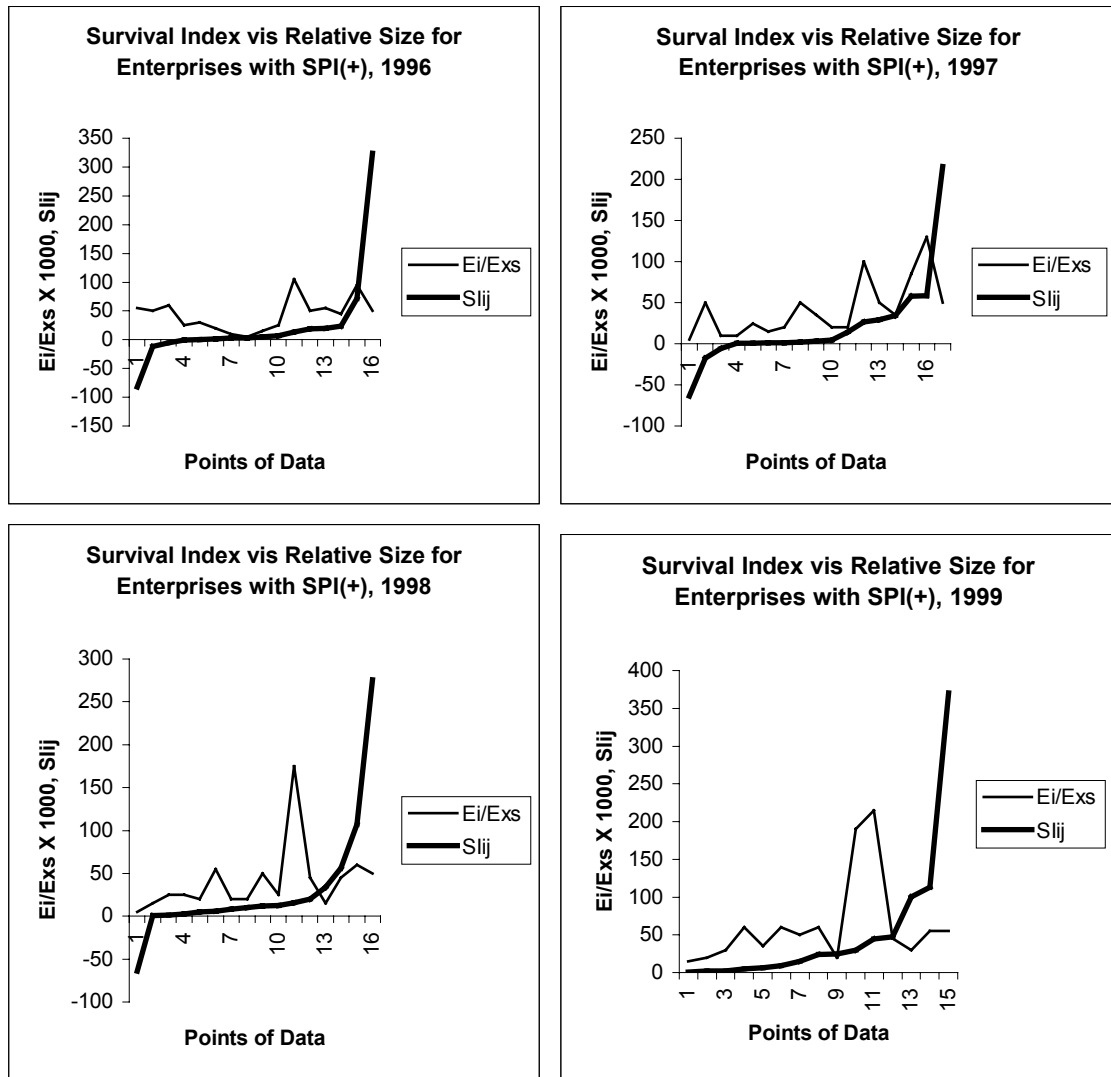 Survival Index vis Relative Size for
Enterprises with SPI(+), 1996
350
300
250
200
150
100
50
0
-50
-100
-150
Ei/Exs X 1000, SIij
1
4
7
10
13
16
Points of Data
Ei/Exs
SIij
Surval Index vis Relative Size for
Enterprises with SPI(+), 1997
250
200
150
100
50
0
-50
-100
Ei/Exs X 1000, SIij
1
4
7
10
13
16
Points of Data
Ei/Exs
SIij
Survival Index vis Relative Size for
Enterprises with SPI(+), 1998
300
250
200
150
100
50
0
-50
-100
Ei/Exs X 1000, SIij
1
4
7
10
13
16
Points of Data
Ei/Exs
SIij
Survival Index vis Relative Size for
Enterprises with SPI(+), 1999
400
350
300
250
200
150
100
50
0
Ei/Exs X 1000, SIij
1
3
5
7
9
11
13
15
Points of Data
Ei/Exs
SIij